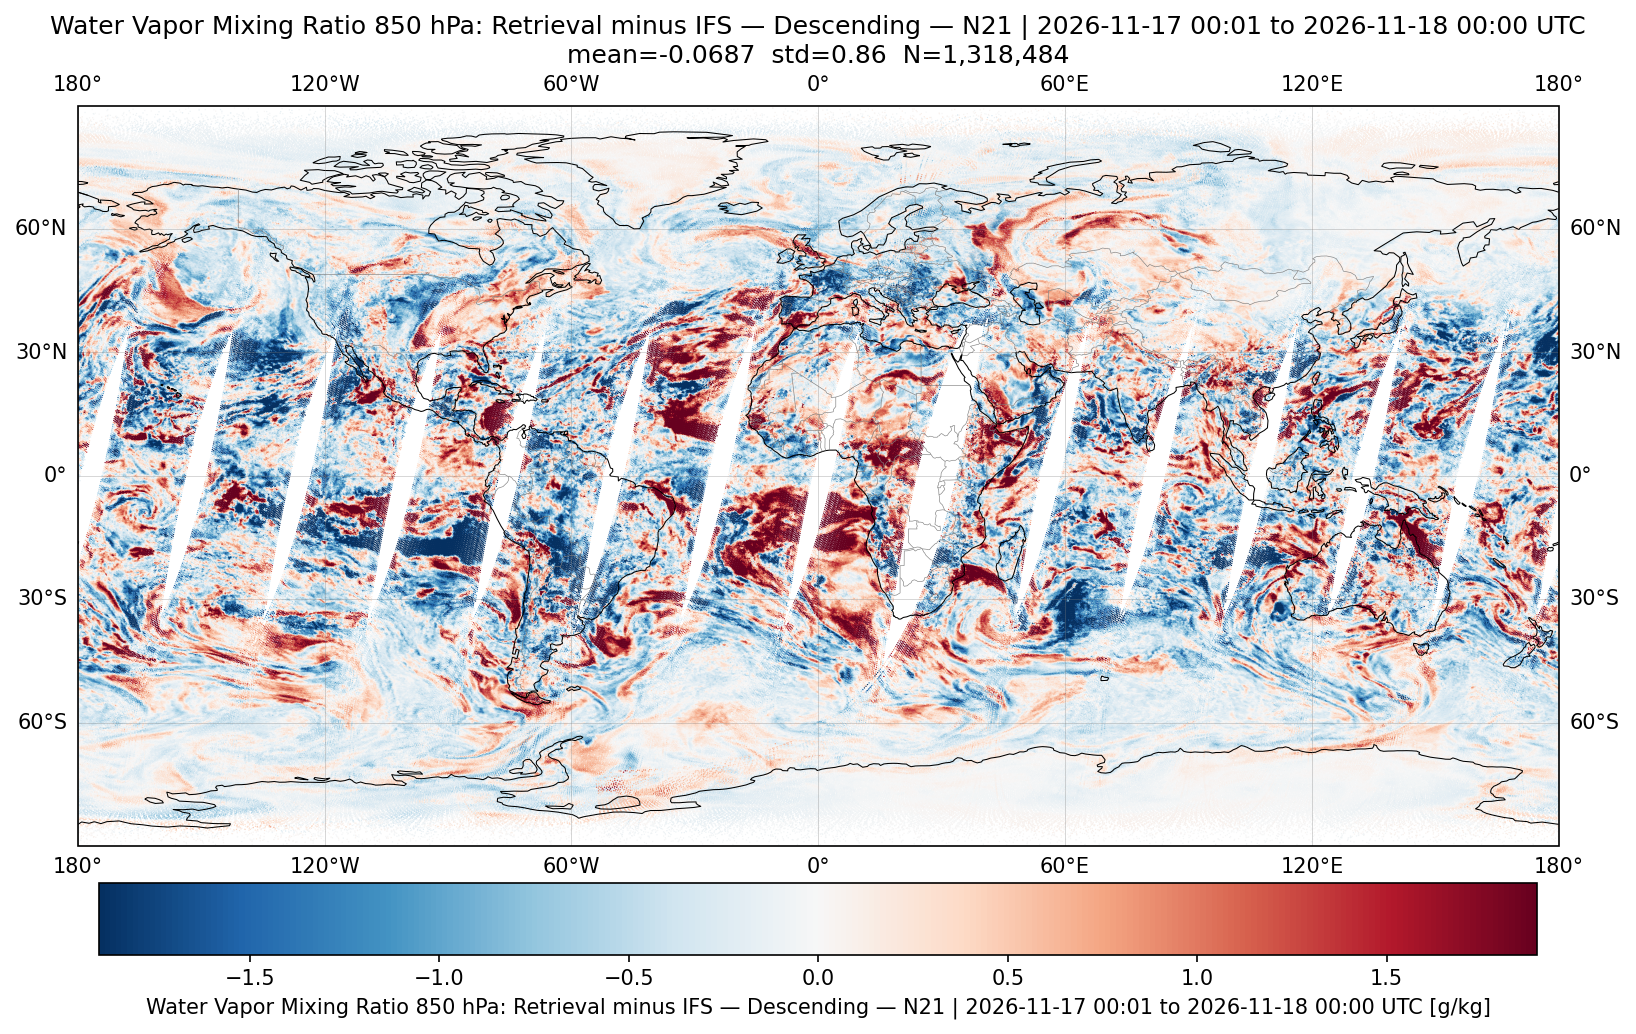 Water Vapor Mixing Ratio 850 hPa: Retrieval minus IFS — Descending — N21 | 2026-11-17 00:01 to 2026-11-18 00:00 UTC
mean=-0.0687  std=0.86  N=1,318,484
180° 120°W 60°W 0° 60°E 120°E 180°
60°N 60°N
30°N 30°N
0° 0°
30°S 30°S
60°S 60°S
180° 120°W 60°W 0° 60°E 120°E 180°
−1.5 −1.0 −0.5 0.0 0.5 1.0 1.5
Water Vapor Mixing Ratio 850 hPa: Retrieval minus IFS — Descending — N21 | 2026-11-17 00:01 to 2026-11-18 00:00 UTC [g/kg]